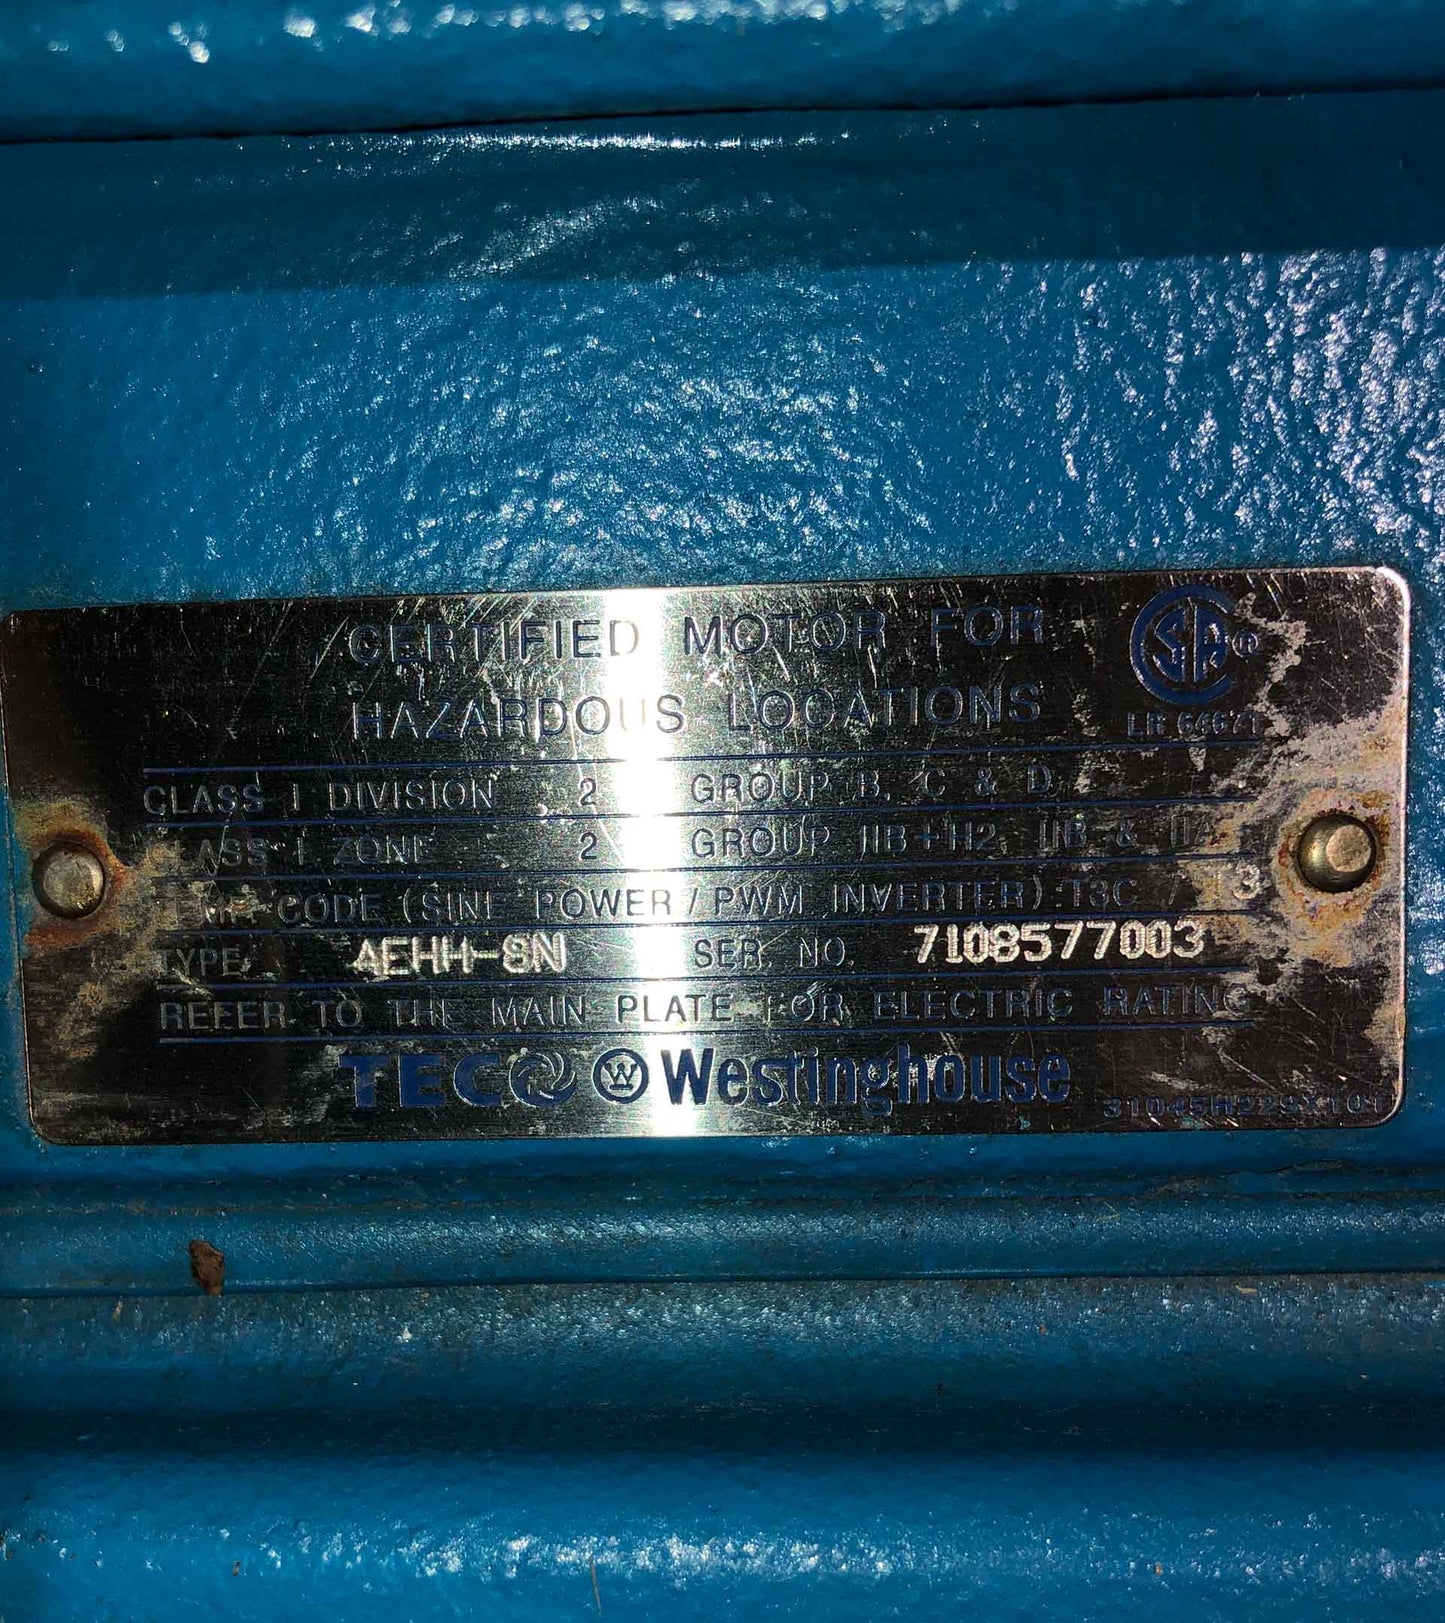 CERTIFIED MOTOR FOR
HAZARDOUS LOCATIONS
CSA ®
CLASS I DIVISION 2 GROUP B, C & D
CLASS I ZONE 2 GROUP IIB+H2, IIB & IIA
TEMP. CODE (SINE POWER / PWM INVERTER) : T3C / T3
TYPE AEHH-8N SER. NO. 7108577003
REFER TO THE MAIN PLATE FOR ELECTRIC RATING
TECO W Westinghouse